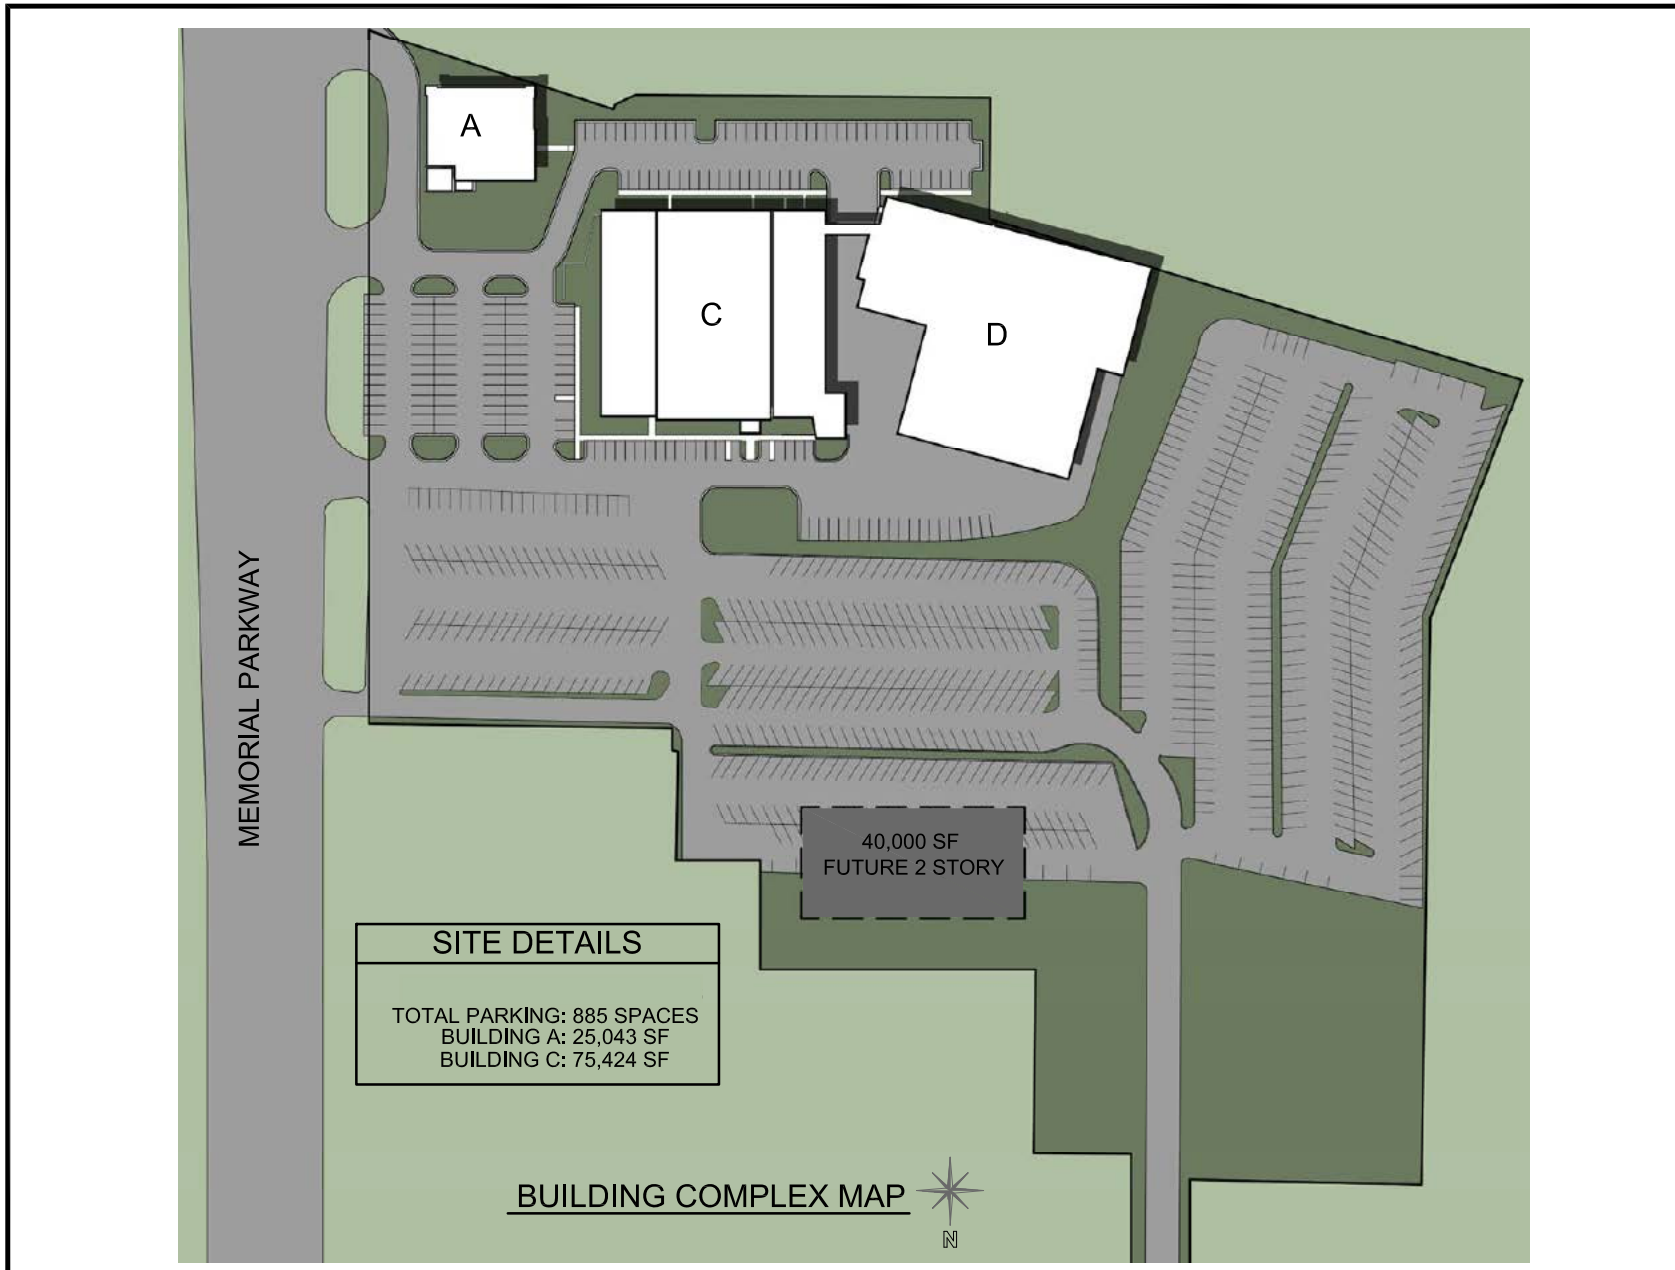 A
C
D
MEMORIAL PARKWAY
40,000 SF
FUTURE 2 STORY
SITE DETAILS
TOTAL PARKING: 885 SPACES
BUILDING A: 25,043 SF
BUILDING C: 75,424 SF
BUILDING COMPLEX MAP
N